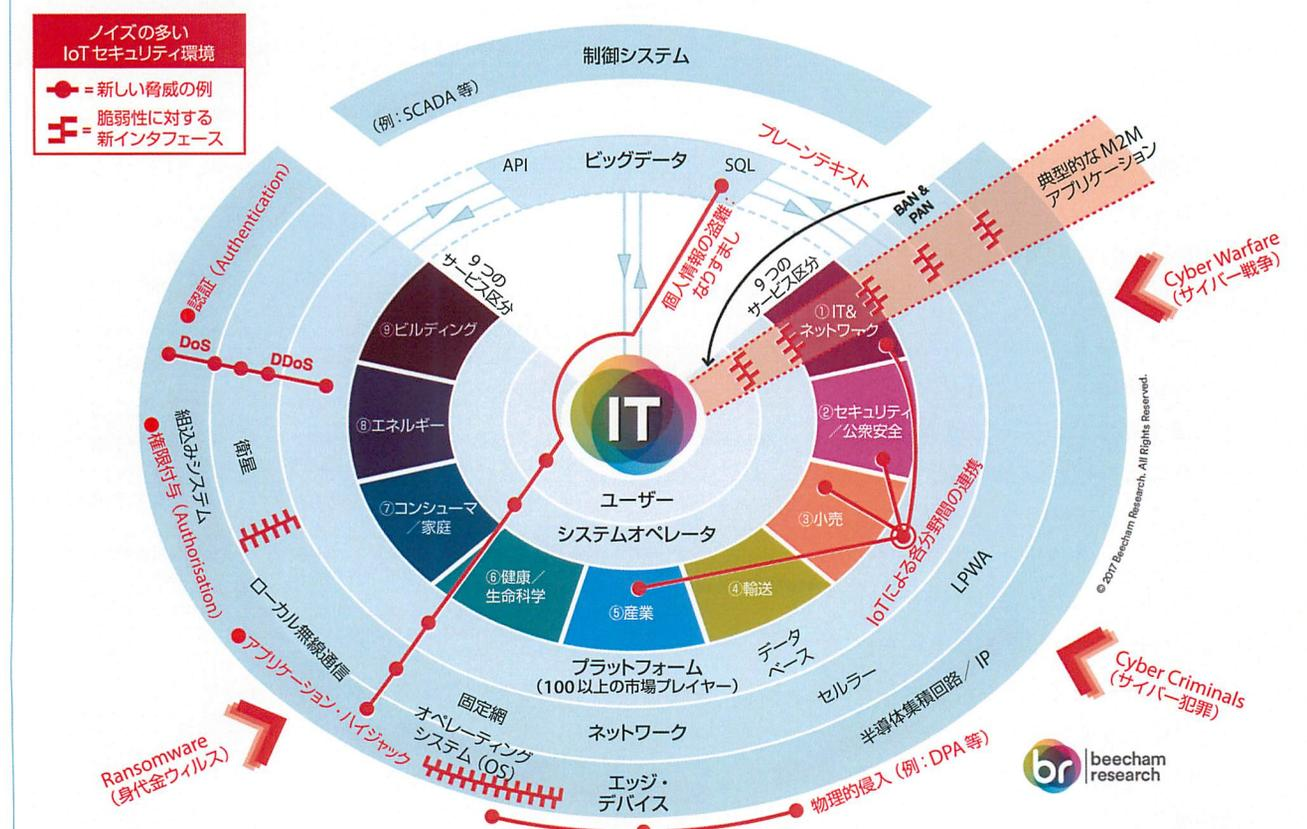 ノイズの多い
IoTセキュリティ環境
=新しい脅威の例
=脆弱性に対する
新インタフェース
制御システム
(例:SCADA等)
API
ビッグデータ
SQL
プレーンテキスト
BAN &
PAN
典型的なM2M
アプリケーション
個人情報の盗難:
なりすまし
9つの
サービス区分
9つの
サービス区分
Cyber Warfare
(サイバー戦争)
認証(Authentication)
DoS
DDoS
権限付与(Authorisation)
アプリケーション・ハイジャック
組込みシステム
衛星
ローカル無線通信
固定網
オペレーティング
システム(OS)
①IT&
ネットワーク
②セキュリティ
/公衆安全
③小売
④輸送
⑤産業
⑥健康/
生命科学
⑦コンシューマ
/家庭
⑧エネルギー
⑨ビルディング
IT
ユーザー
システムオペレータ
プラットフォーム
(100以上の市場プレイヤー)
ネットワーク
エッジ・
デバイス
データ
ベース
セルラー
LPWA
半導体集積回路/IP
IoTによる各分野間の連携
物理的侵入(例:DPA等)
Ransomware
(身代金ウィルス)
Cyber Criminals
(サイバー犯罪)
© 2017 Beecham Research. All Rights Reserved.
br
beecham
research